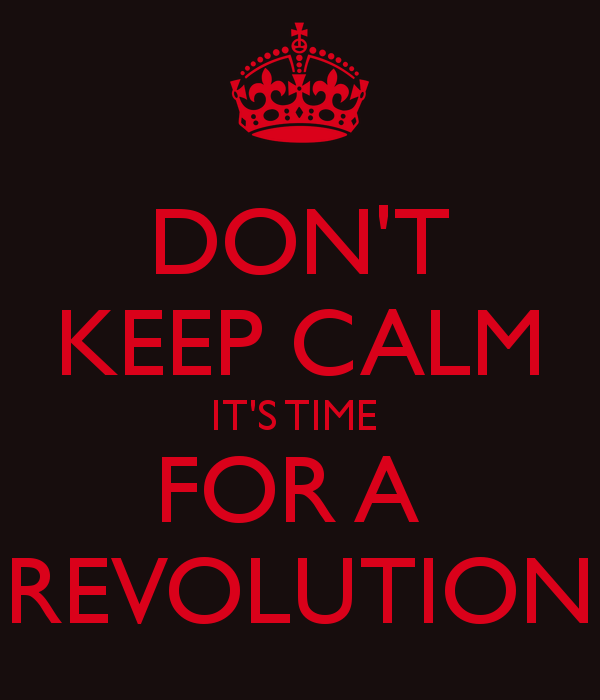 DON'T
KEEP CALM
IT'S TIME
FOR A
REVOLUTION